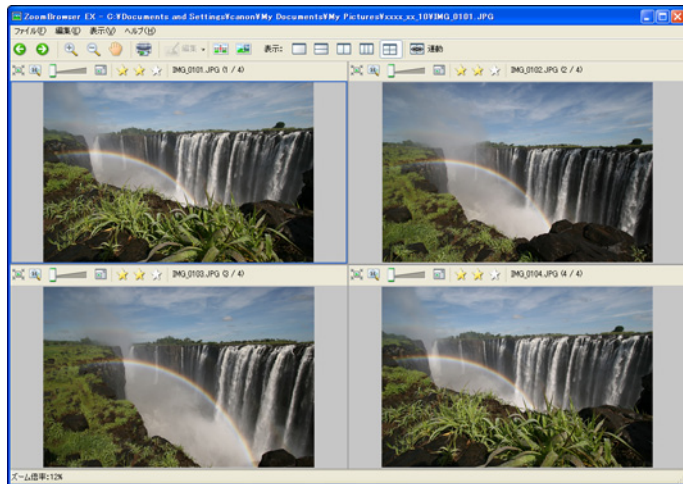 ZoomBrowser EX - C:¥Documents and Settings¥canon¥My Documents¥My Pictures¥xxxx_xx_10¥IMG_0101.JPG
ファイル(F) 編集(E) 表示(V) ヘルプ(H)
編集 表示: 連動
IMG_0101.JPG (1 / 4)
IMG_0102.JPG (2 / 4)
IMG_0103.JPG (3 / 4)
IMG_0104.JPG (4 / 4)
ズーム倍率:12%